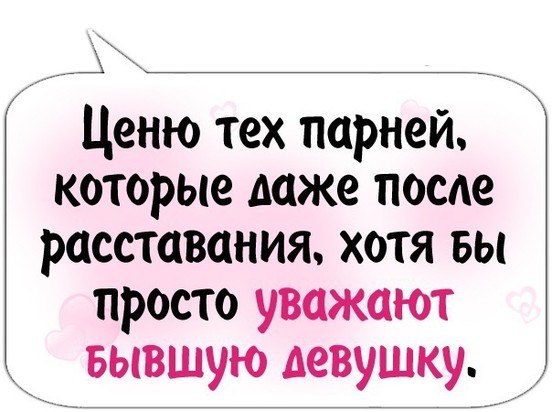 Ценю тех парней,
которые даже после
расставания, хотя бы
просто уважают
бывшую девушку.